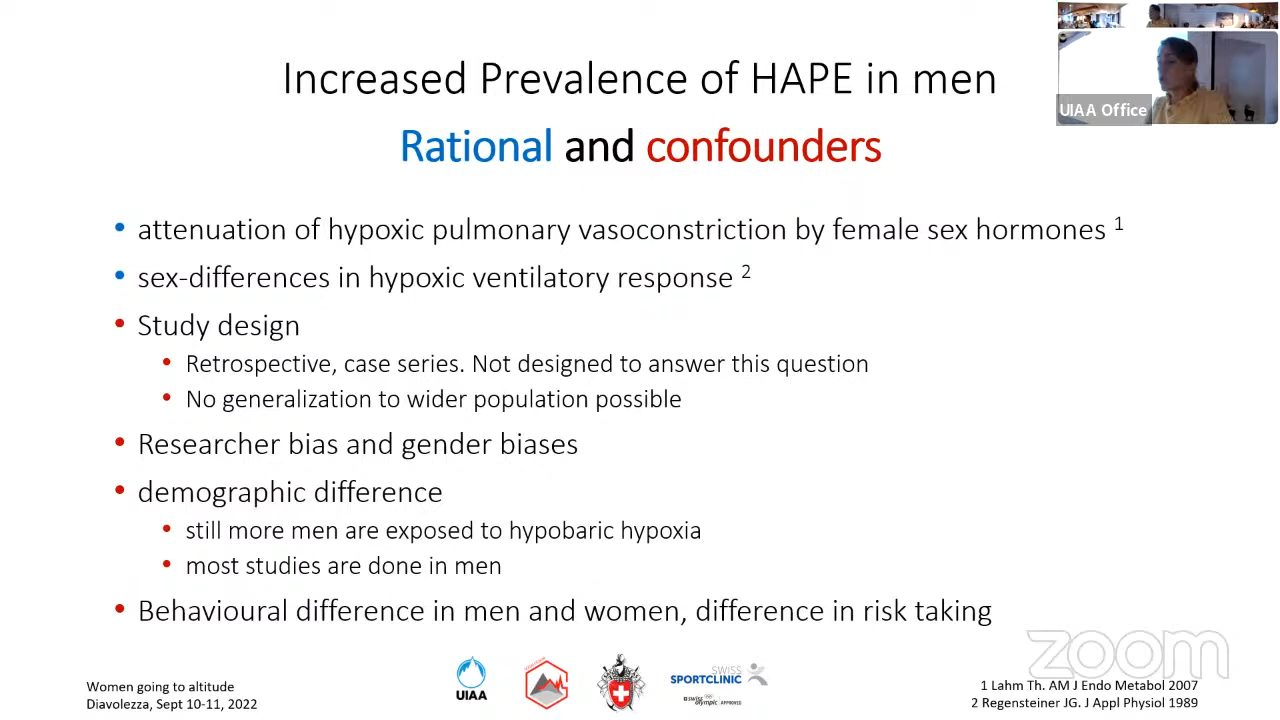 Increased Prevalence of HAPE in men
Rational and confounders
UIAA Office
• attenuation of hypoxic pulmonary vasoconstriction by female sex hormones 1
• sex-differences in hypoxic ventilatory response 2
• Study design
• Retrospective, case series. Not designed to answer this question
• No generalization to wider population possible
• Researcher bias and gender biases
• demographic difference
• still more men are exposed to hypobaric hypoxia
• most studies are done in men
• Behavioural difference in men and women, difference in risk taking
zoom
Women going to altitude
Diavolezza, Sept 10-11, 2022
UIAA
SWISS
SPORTCLINIC
swiss olympic APPROVED
1 Lahm Th. AM J Endo Metabol 2007
2 Regensteiner JG. J Appl Physiol 1989